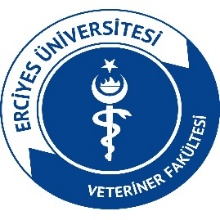 ERCİYES ÜNİVERSİTESİ
VETERİNER FAKÜLTESİ